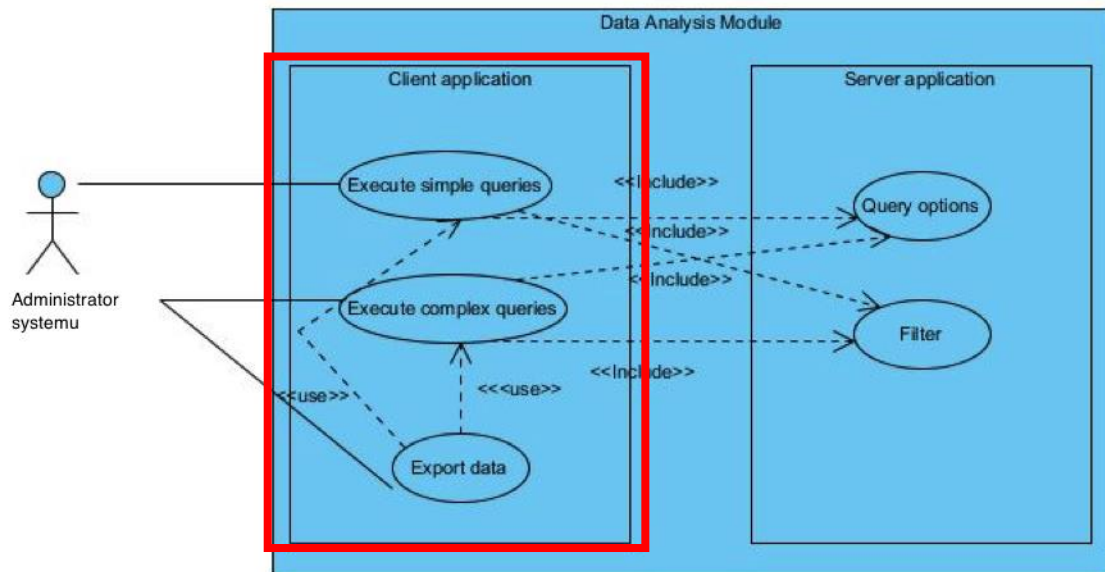 Data Analysis Module
Client application
Server application
Execute simple queries
<<Include>>
Query options
<<Include>>
<<Include>>
Administrator
systemu
Execute complex queries
Filter
<<Include>>
<<use>>
<<<use>>
Export data